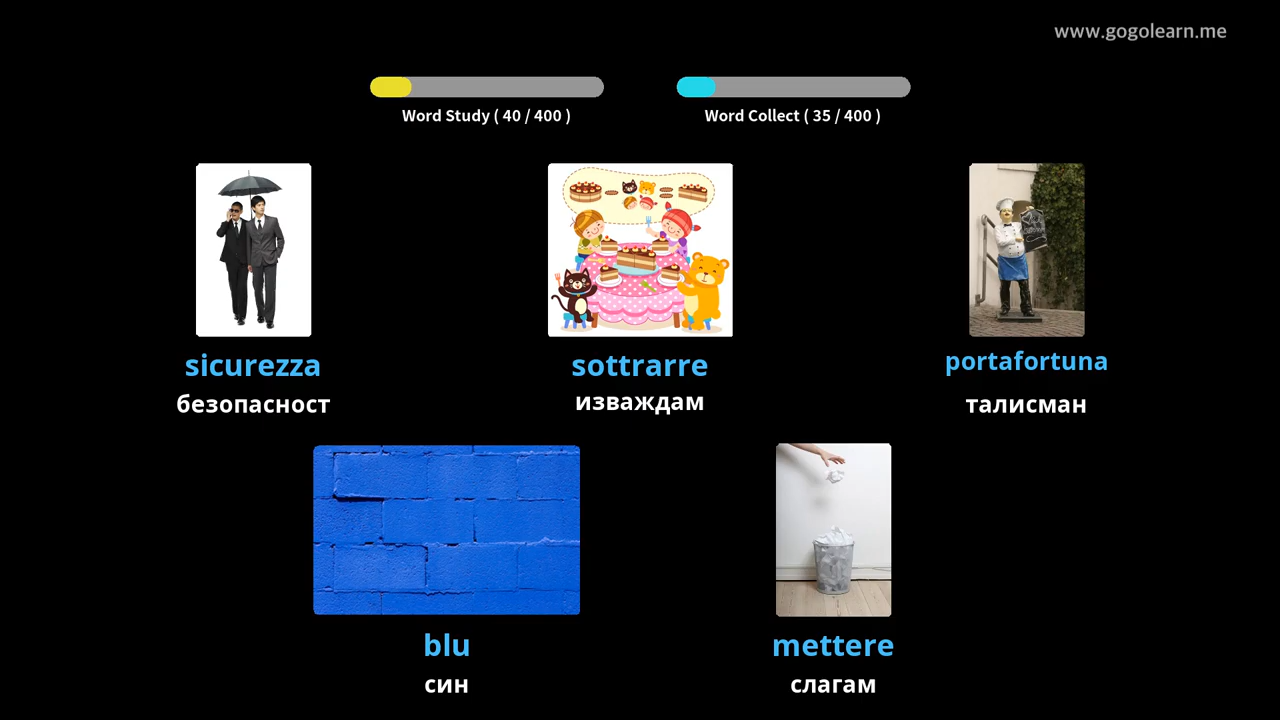 www.gogolearn.me
Word Study ( 40 / 400 )
Word Collect ( 35 / 400 )
sicurezza
безопасност
sottrarre
изваждам
portafortuna
талисман
blu
син
mettere
слагам